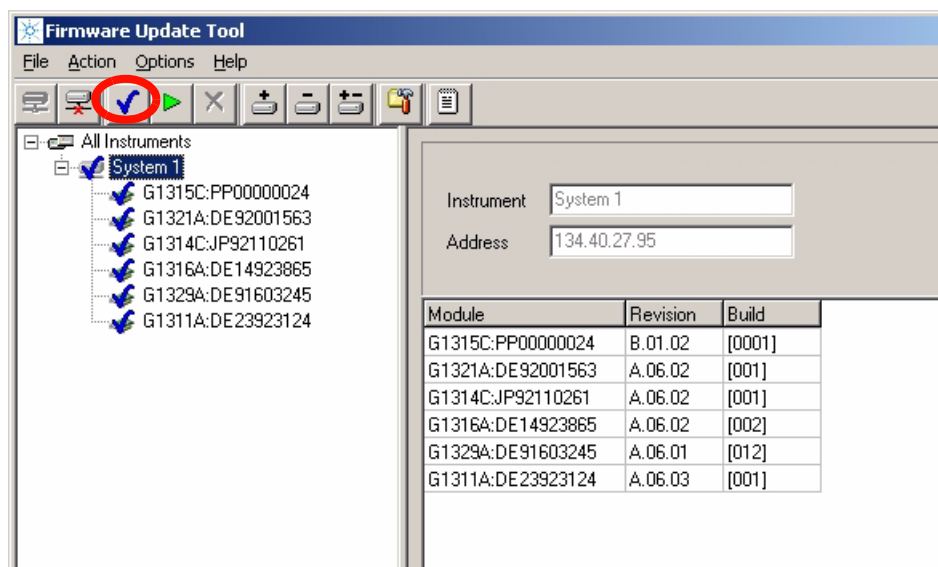 Firmware Update Tool
File Action Options Help
All Instruments
System 1
G1315C:PP00000024
G1321A:DE92001563
G1314C:JP92110261
G1316A:DE14923865
G1329A:DE91603245
G1311A:DE23923124
Instrument System 1
Address 134.40.27.95
Module Revision Build
G1315C:PP00000024 B.01.02 [0001]
G1321A:DE92001563 A.06.02 [001]
G1314C:JP92110261 A.06.02 [001]
G1316A:DE14923865 A.06.02 [002]
G1329A:DE91603245 A.06.01 [012]
G1311A:DE23923124 A.06.03 [001]